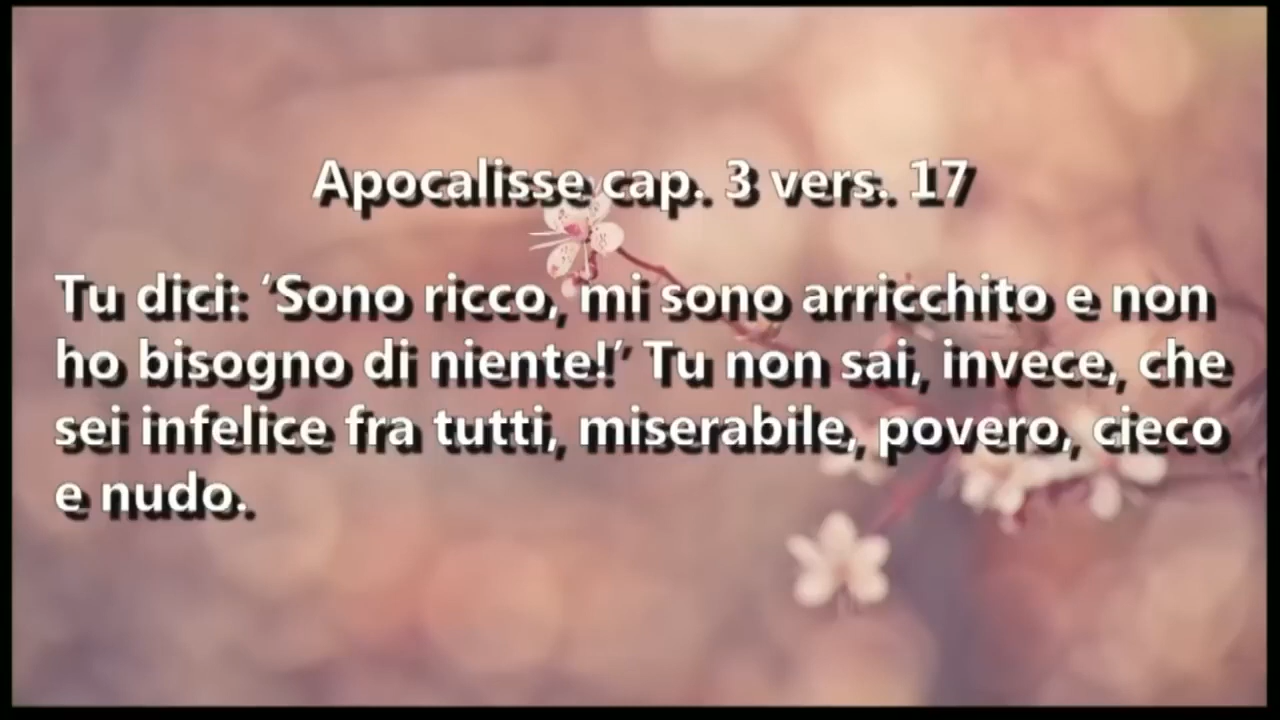 Apocalisse cap. 3 vers. 17
Tu dici: ‘Sono ricco, mi sono arricchito e non
ho bisogno di niente!’ Tu non sai, invece, che
sei infelice fra tutti, miserabile, povero, cieco
e nudo.